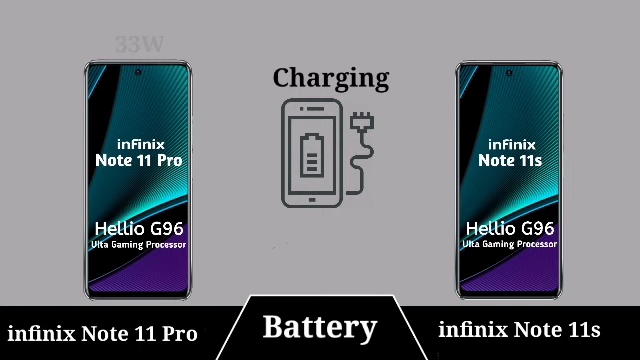 33W
Charging
infinix
Note 11 Pro
Hellio G96
Ulta Gaming Processor
infinix
Note 11s
Hellio G96
Ulta Gaming Processor
infinix Note 11 Pro
Battery
infinix Note 11s